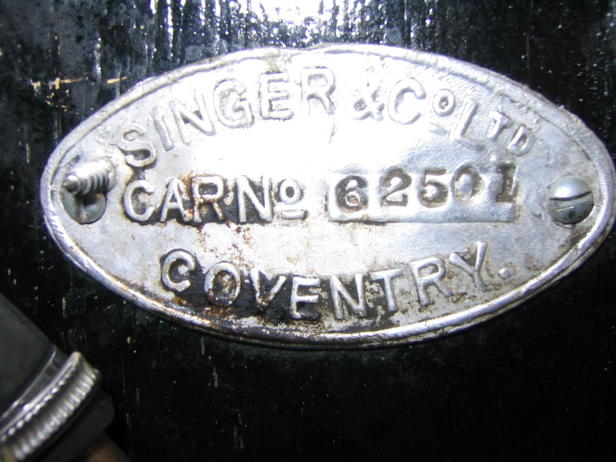 SINGER & Co LTD
CAR No 62501
COVENTRY.